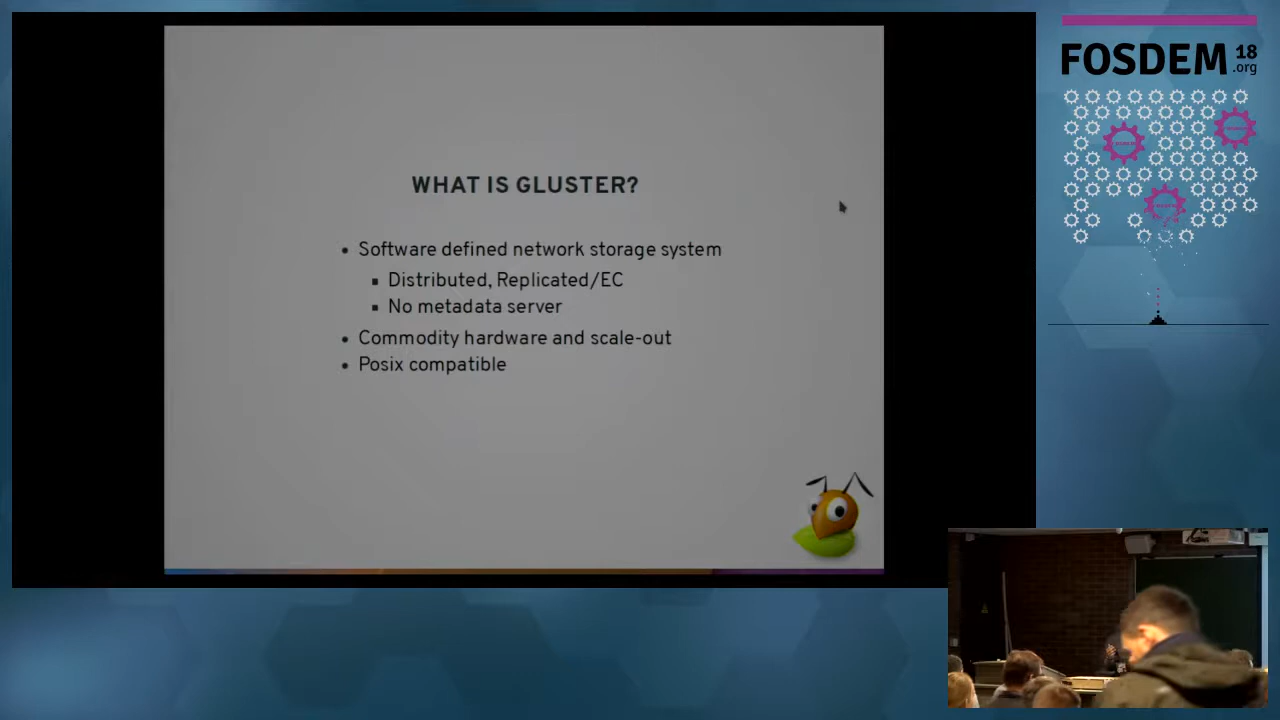 WHAT IS GLUSTER?
Software defined network storage system
Distributed, Replicated/EC
No metadata server
Commodity hardware and scale-out
Posix compatible
FOSDEM 18
.org